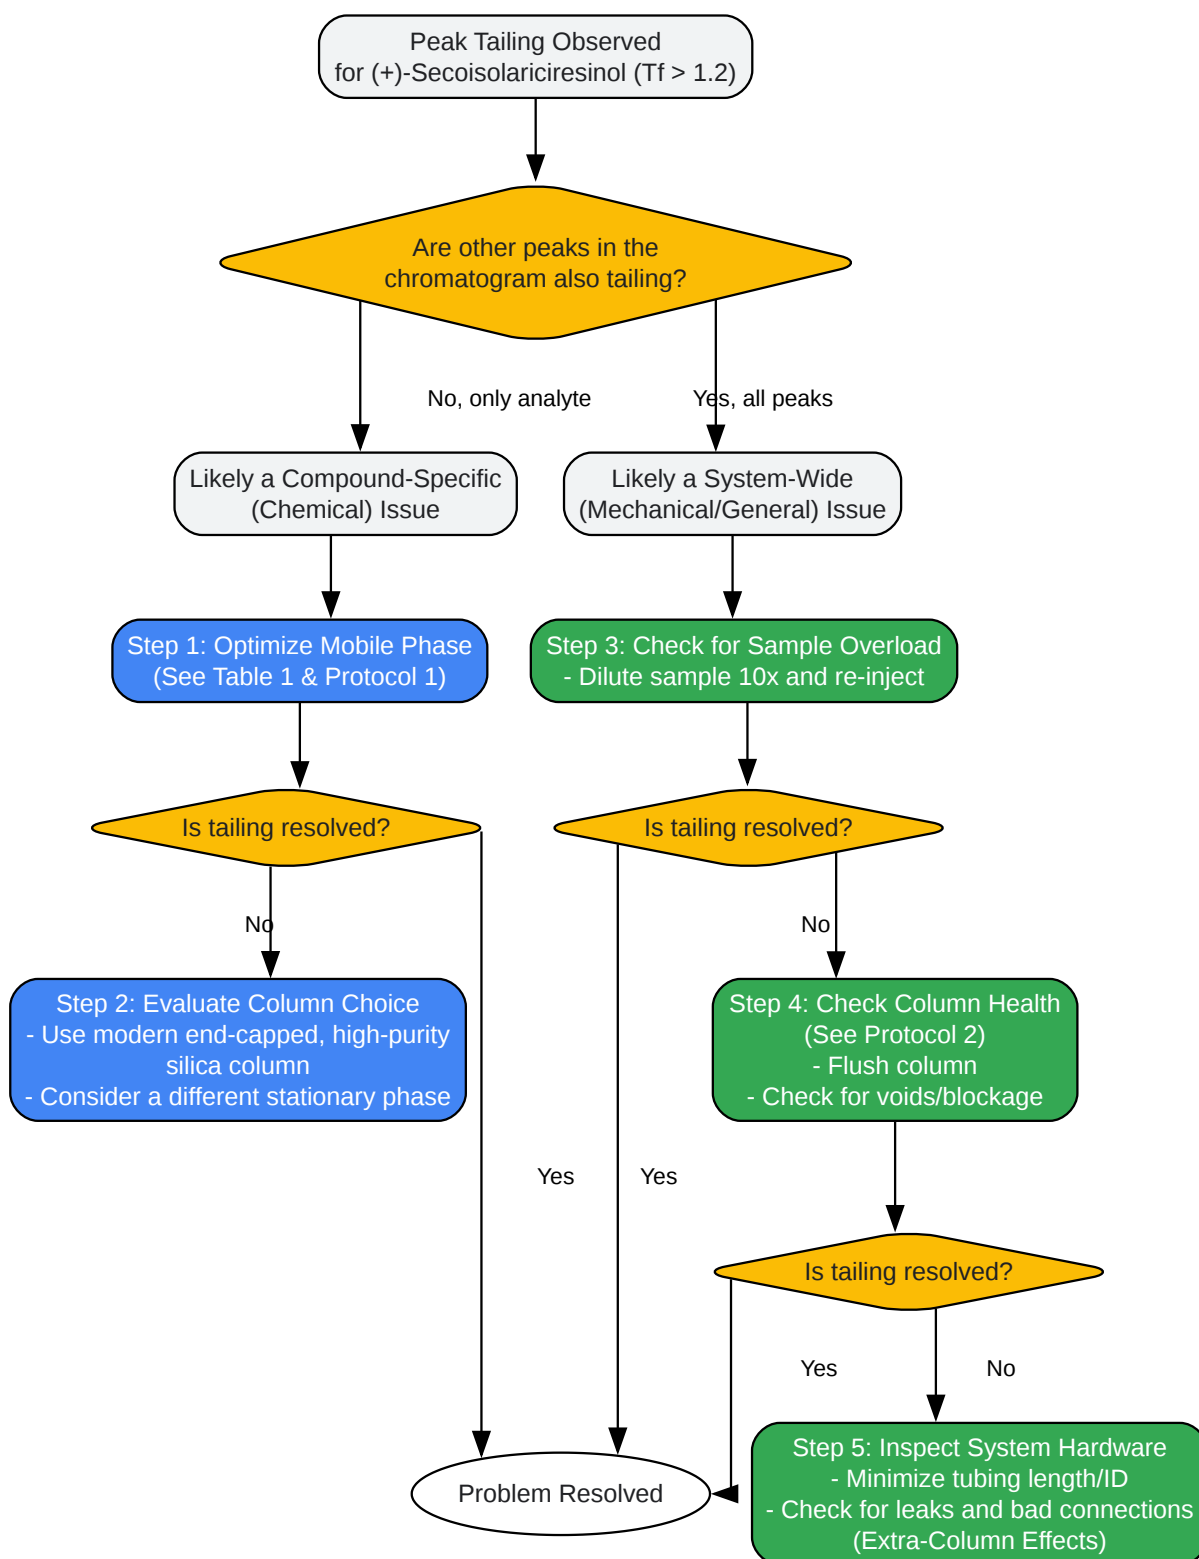 Peak Tailing Observed
for (+)-Secoisolariciresinol (Tf > 1.2)
Are other peaks in the
chromatogram also tailing?
No, only analyte
Yes, all peaks
Likely a Compound-Specific
(Chemical) Issue
Likely a System-Wide
(Mechanical/General) Issue
Step 1: Optimize Mobile Phase
(See Table 1 & Protocol 1)
Step 3: Check for Sample Overload
- Dilute sample 10x and re-inject
Is tailing resolved?
Is tailing resolved?
No
No
Step 2: Evaluate Column Choice
- Use modern end-capped, high-purity
silica column
- Consider a different stationary phase
Step 4: Check Column Health
(See Protocol 2)
- Flush column
- Check for voids/blockage
Yes
Yes
Is tailing resolved?
Yes
No
Step 5: Inspect System Hardware
- Minimize tubing length/ID
- Check for leaks and bad connections
(Extra-Column Effects)
Problem Resolved